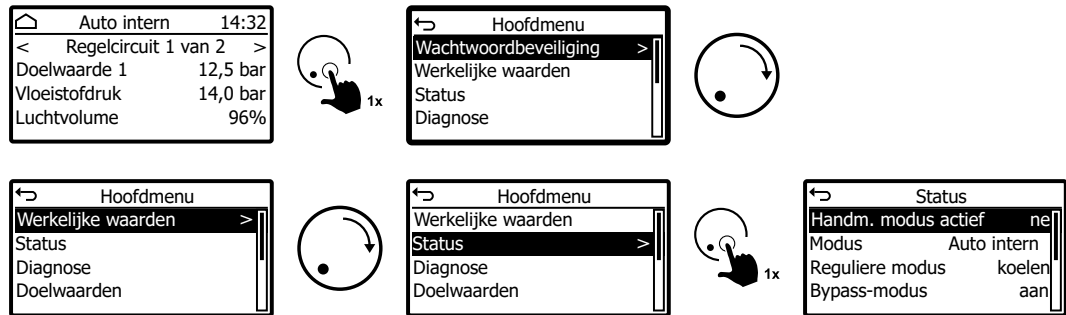 Auto intern 14:32
< Regelcircuit 1 van 2 >
Doelwaarde 1 12,5 bar
Vloeistofdruk 14,0 bar
Luchtvolume 96%
1x
Hoofdmenu
Wachtwoordbeveiliging >
Werkelijke waarden
Status
Diagnose
Hoofdmenu
Werkelijke waarden >
Status
Diagnose
Doelwaarden
Hoofdmenu
Werkelijke waarden
Status >
Diagnose
Doelwaarden
1x
Status
Handm. modus actief ne
Modus Auto intern
Reguliere modus koelen
Bypass-modus aan